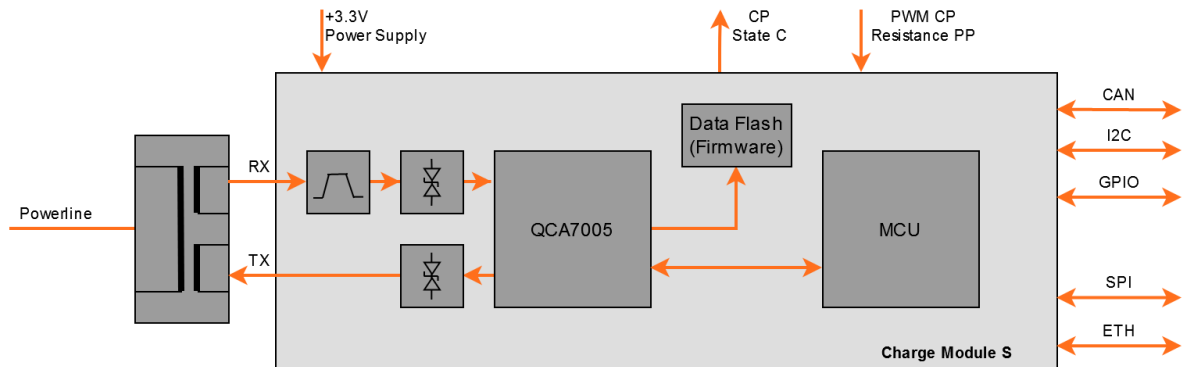 +3.3V
Power Supply
CP
State C
PWM CP
Resistance PP
CAN
I2C
GPIO
SPI
ETH
Data Flash
(Firmware)
RX
Powerline
QCA7005
MCU
TX
Charge Module S